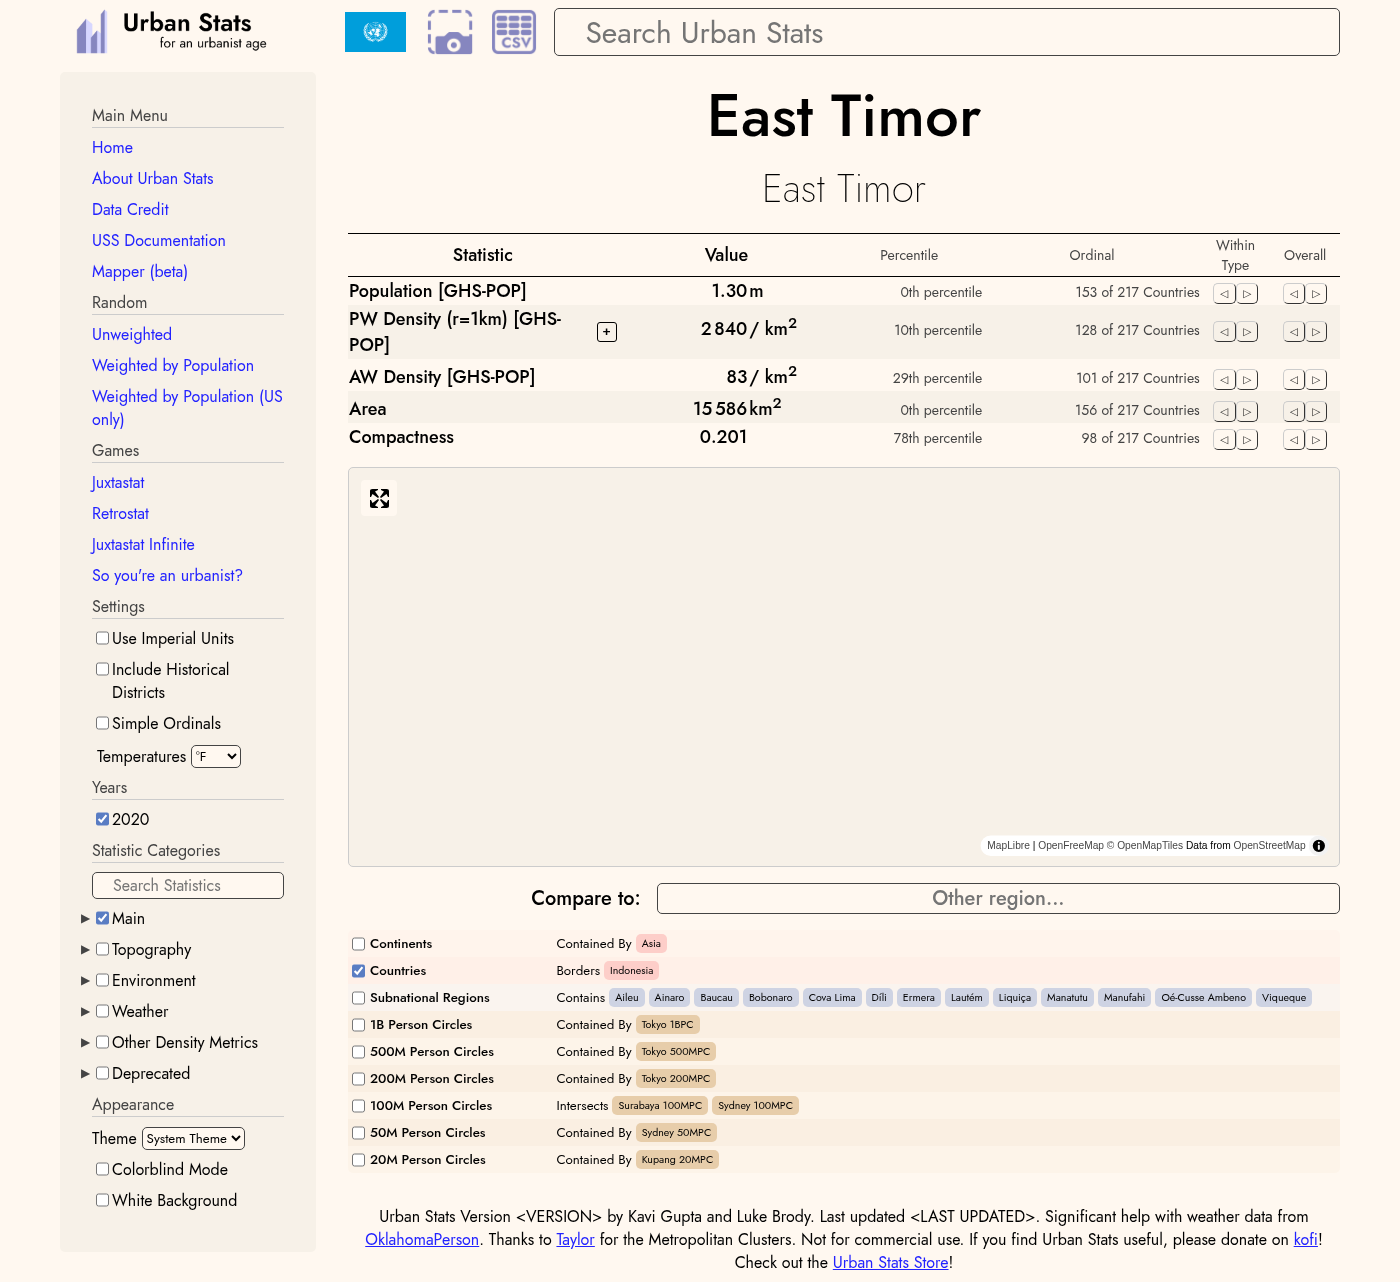 Urban Stats
for an urbanist age
CSV
Search Urban Stats
Main Menu
Home
About Urban Stats
Data Credit
USS Documentation
Mapper (beta)
Random
Unweighted
Weighted by Population
Weighted by Population (US
only)
Games
Juxtastat
Retrostat
Juxtastat Infinite
So you're an urbanist?
Settings
Use Imperial Units
Include Historical
Districts
Simple Ordinals
Temperatures °F
Years
2020
Statistic Categories
Search Statistics
Main
Topography
Environment
Weather
Other Density Metrics
Deprecated
Appearance
Theme System Theme
Colorblind Mode
White Background
East Timor
East Timor
Statistic Value Percentile Ordinal Within Type Overall
Population [GHS-POP] 1.30 m 0th percentile 153 of 217 Countries
PW Density (r=1km) [GHS-
POP] + 2 840 / km² 10th percentile 128 of 217 Countries
AW Density [GHS-POP] 83 / km² 29th percentile 101 of 217 Countries
Area 15 586 km² 0th percentile 156 of 217 Countries
Compactness 0.201 78th percentile 98 of 217 Countries
MapLibre | OpenFreeMap © OpenMapTiles Data from OpenStreetMap
Compare to: Other region...
Continents Contained By Asia
Countries Borders Indonesia
Subnational Regions Contains Aileu Ainaro Baucau Bobonaro Cova Lima Díli Ermera Lautém Liquiça Manatutu Manufahi Oé-Cusse Ambeno Viqueque
1B Person Circles Contained By Tokyo 1BPC
500M Person Circles Contained By Tokyo 500MPC
200M Person Circles Contained By Tokyo 200MPC
100M Person Circles Intersects Surabaya 100MPC Sydney 100MPC
50M Person Circles Contained By Sydney 50MPC
20M Person Circles Contained By Kupang 20MPC
Urban Stats Version <VERSION> by Kavi Gupta and Luke Brody. Last updated <LAST UPDATED>. Significant help with weather data from
OklahomaPerson. Thanks to Taylor for the Metropolitan Clusters. Not for commercial use. If you find Urban Stats useful, please donate on kofi!
Check out the Urban Stats Store!